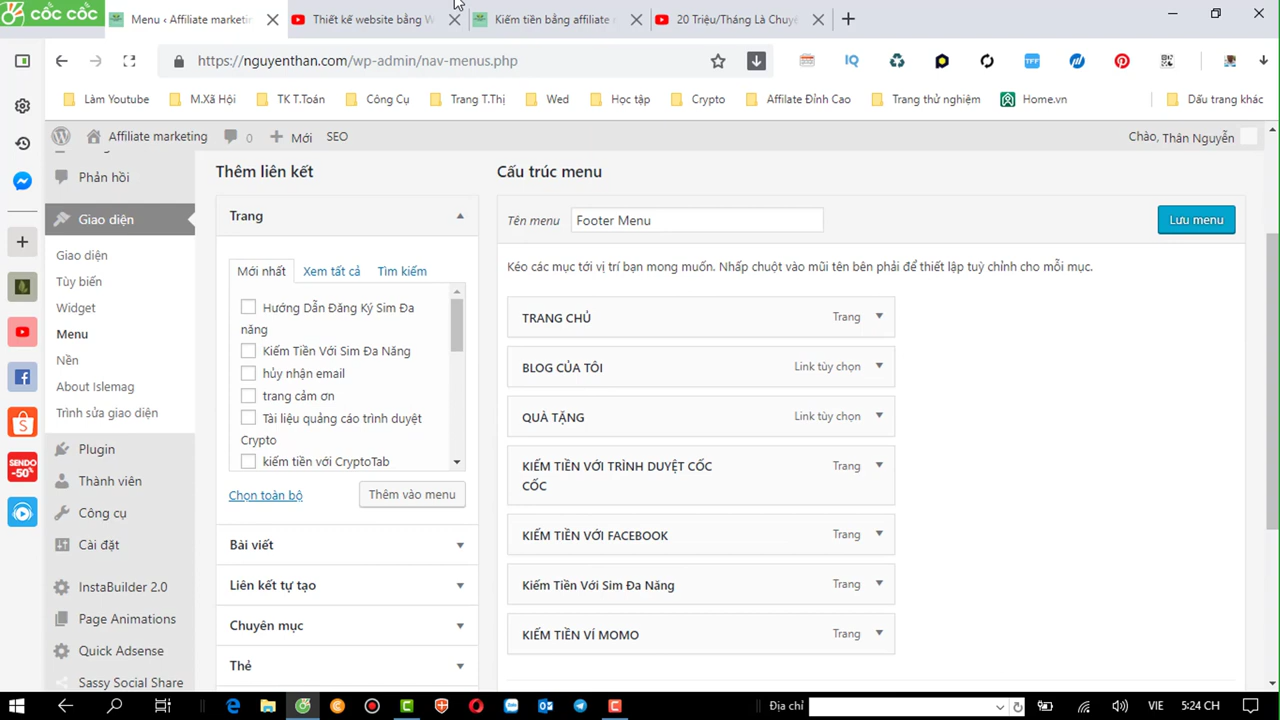 cốc cốc
Menu ‹ Affiliate marketin
Thiết kế website bằng W
Kiếm tiền bằng affiliate m
20 Triệu/Tháng Là Chuyệ
https://nguyenthan.com/wp-admin/nav-menus.php
IQ
TFF
Làm Youtube
M.Xã Hội
TK T.Toán
Công Cụ
Trang T.Thị
Wed
Học tập
Crypto
Affilate Đỉnh Cao
Trang thử nghiệm
Home.vn
Dấu trang khác
Affiliate marketing
0
Mới
SEO
Chào, Thân Nguyễn
Phản hồi
Giao diện
Giao diện
Tùy biến
Widget
Menu
Nền
About Islemag
Trình sửa giao diện
Plugin
Thành viên
Công cụ
Cài đặt
InstaBuilder 2.0
Page Animations
Quick Adsense
Sassy Social Share
SENDO
-50%
Thêm liên kết
Trang
Mới nhất
Xem tất cả
Tìm kiếm
Hướng Dẫn Đăng Ký Sim Đa
năng
Kiếm Tiền Với Sim Đa Năng
hủy nhận email
trang cảm ơn
Tài liệu quảng cáo trình duyệt
Crypto
kiếm tiền với CryptoTab
Chọn toàn bộ
Thêm vào menu
Bài viết
Liên kết tự tạo
Chuyên mục
Thẻ
Cấu trúc menu
Tên menu
Footer Menu
Lưu menu
Kéo các mục tới vị trí bạn mong muốn. Nhấp chuột vào mũi tên bên phải để thiết lập tuỳ chỉnh cho mỗi mục.
TRANG CHỦ
Trang
BLOG CỦA TÔI
Link tùy chọn
QUÀ TẶNG
Link tùy chọn
KIẾM TIỀN VỚI TRÌNH DUYỆT CỐC
CỐC
Trang
KIẾM TIỀN VỚI FACEBOOK
Trang
Kiếm Tiền Với Sim Đa Năng
Trang
KIẾM TIỀN VÍ MOMO
Trang
Địa chỉ
VIE
5:24 CH